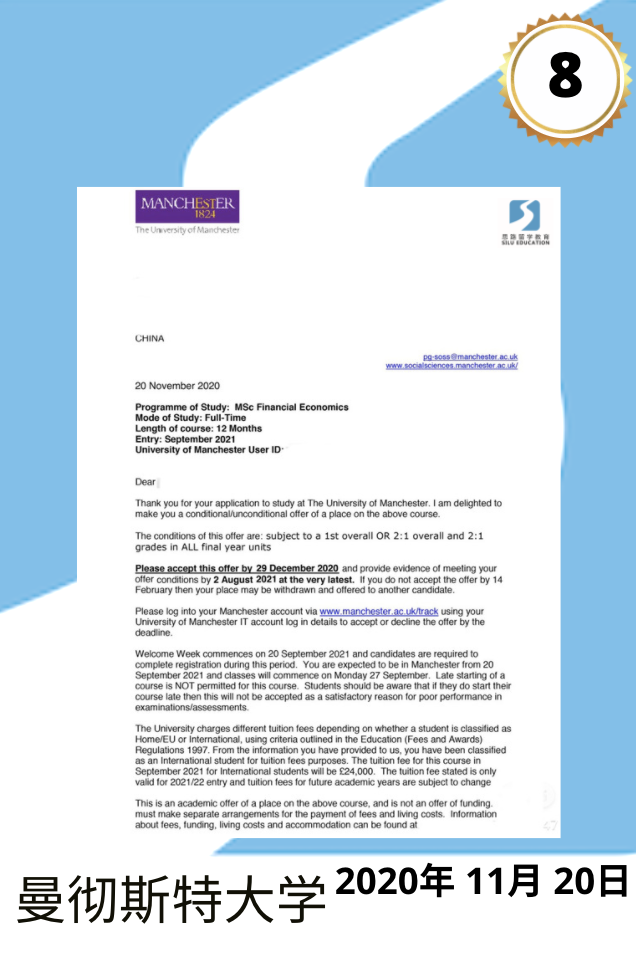 8
MANCHESTER
1824
The University of Manchester
思路留学教育
SILU EDUCATION
CHINA
pg-soss@manchester.ac.uk
www.socialsciences.manchester.ac.uk/
20 November 2020
Programme of Study: MSc Financial Economics
Mode of Study: Full-Time
Length of course: 12 Months
Entry: September 2021
University of Manchester User ID
Dear
Thank you for your application to study at The University of Manchester. I am delighted to
make you a conditional/unconditional offer of a place on the above course.
The conditions of this offer are: subject to a 1st overall OR 2:1 overall and 2:1
grades in ALL final year units
Please accept this offer by 29 December 2020 and provide evidence of meeting your
offer conditions by 2 August 2021 at the very latest. If you do not accept the offer by 14
February then your place may be withdrawn and offered to another candidate.
Please log into your Manchester account via www.manchester.ac.uk/track using your
University of Manchester IT account log in details to accept or decline the offer by the
deadline.
Welcome Week commences on 20 September 2021 and candidates are required to
complete registration during this period. You are expected to be in Manchester from 20
September 2021 and classes will commence on Monday 27 September. Late starting of a
course is NOT permitted for this course. Students should be aware that if they do start their
course late then this will not be accepted as a satisfactory reason for poor performance in
examinations/assessments.
The University charges different tuition fees depending on whether a student is classified as
Home/EU or International, using criteria outlined in the Education (Fees and Awards)
Regulations 1997. From the information you have provided to us, you have been classified
as an International student for tuition fees purposes. The tuition fee for this course in
September 2021 for International students will be £24,000. The tuition fee stated is only
valid for 2021/22 entry and tuition fees for future academic years are subject to change
This is an academic offer of a place on the above course, and is not an offer of funding.
must make separate arrangements for the payment of fees and living costs. Information
about fees, funding, living costs and accommodation can be found at
曼彻斯特大学
2020年 11月 20日